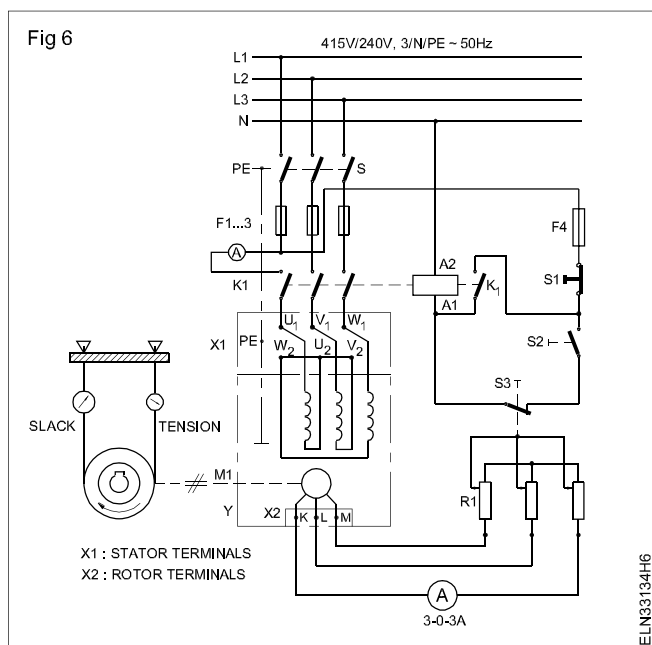 Fig 6
415V/240V, 3/N/PE ~ 50Hz
L1
L2
L3
N
PE
S
F1...3
F4
A
A2
K1
K1
S1
A1
U1 V1 W1
X1
PE
W2 U2 V2
S2
S3
SLACK
TENSION
M1
R1
Y
X2
K L M
X1 : STATOR TERMINALS
X2 : ROTOR TERMINALS
A
3-0-3A
ELN33134H6